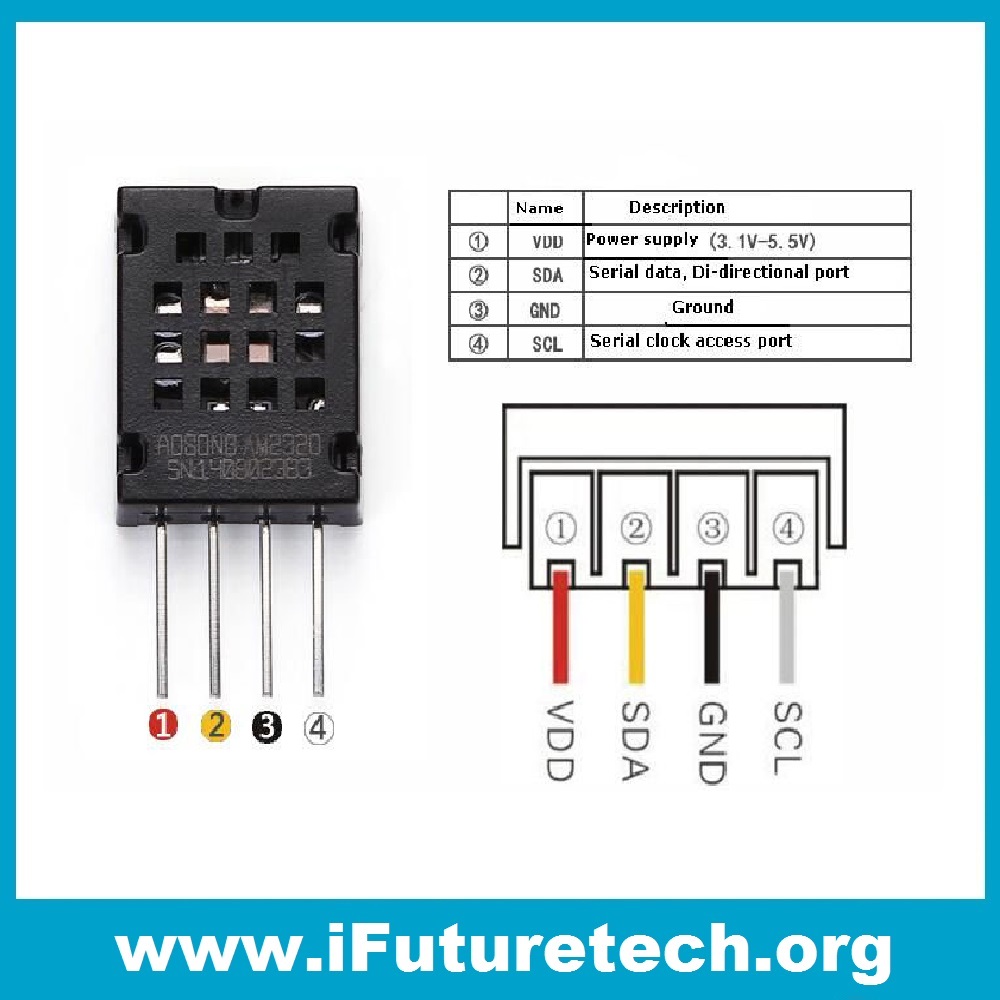 Name Description
① VDD Power supply (3.1V-5.5V)
② SDA Serial data, Di-directional port
③ GND Ground
④ SCL Serial clock access port
AOSONG AM2320
SN:1408023B3
① ② ③ ④
1 2 3 4
VDD SDA GND SCL
www.iFuturetech.org